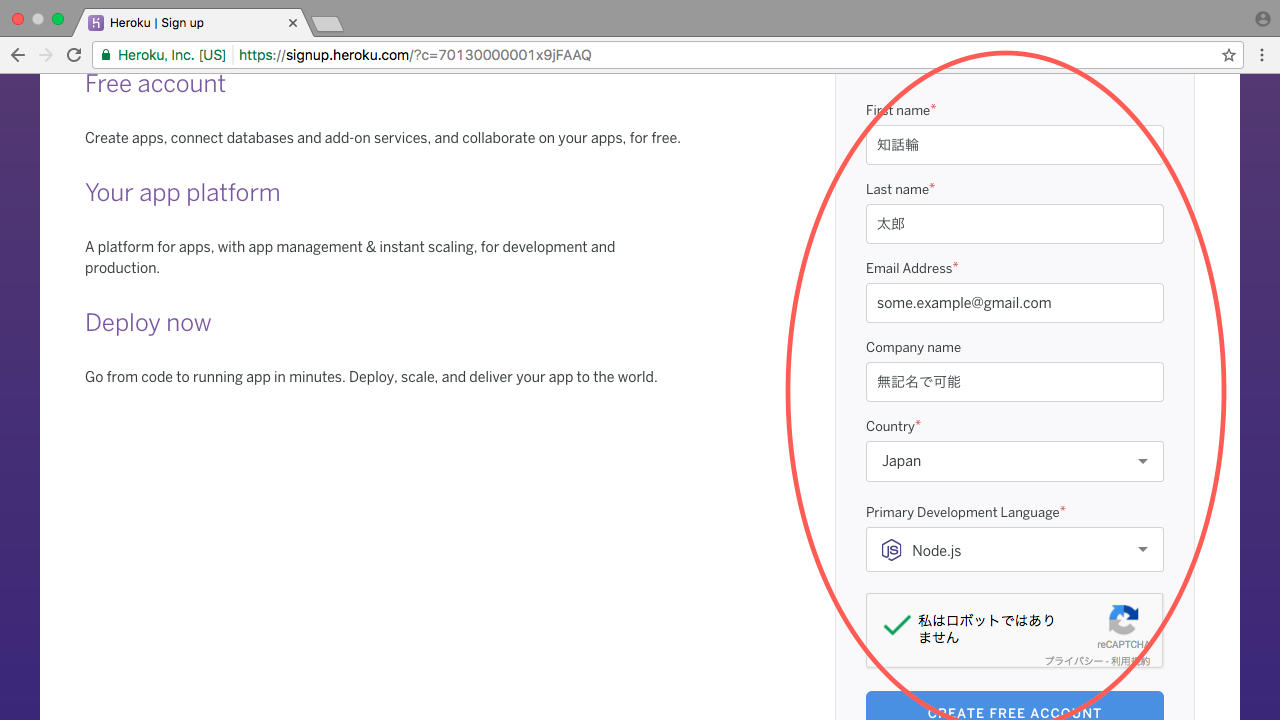 Heroku | Sign up
Heroku, Inc. [US] https://signup.heroku.com/?c=70130000001x9jFAAQ
Free account
Create apps, connect databases and add-on services, and collaborate on your apps, for free.
Your app platform
A platform for apps, with app management & instant scaling, for development and
production.
Deploy now
Go from code to running app in minutes. Deploy, scale, and deliver your app to the world.
First name*
知話輪
Last name*
太郎
Email Address*
some.example@gmail.com
Company name
無記名で可能
Country*
Japan
Primary Development Language*
Node.js
私はロボットではあり
ません
reCAPTCHA
プライバシー - 利用規約
CREATE FREE ACCOUNT